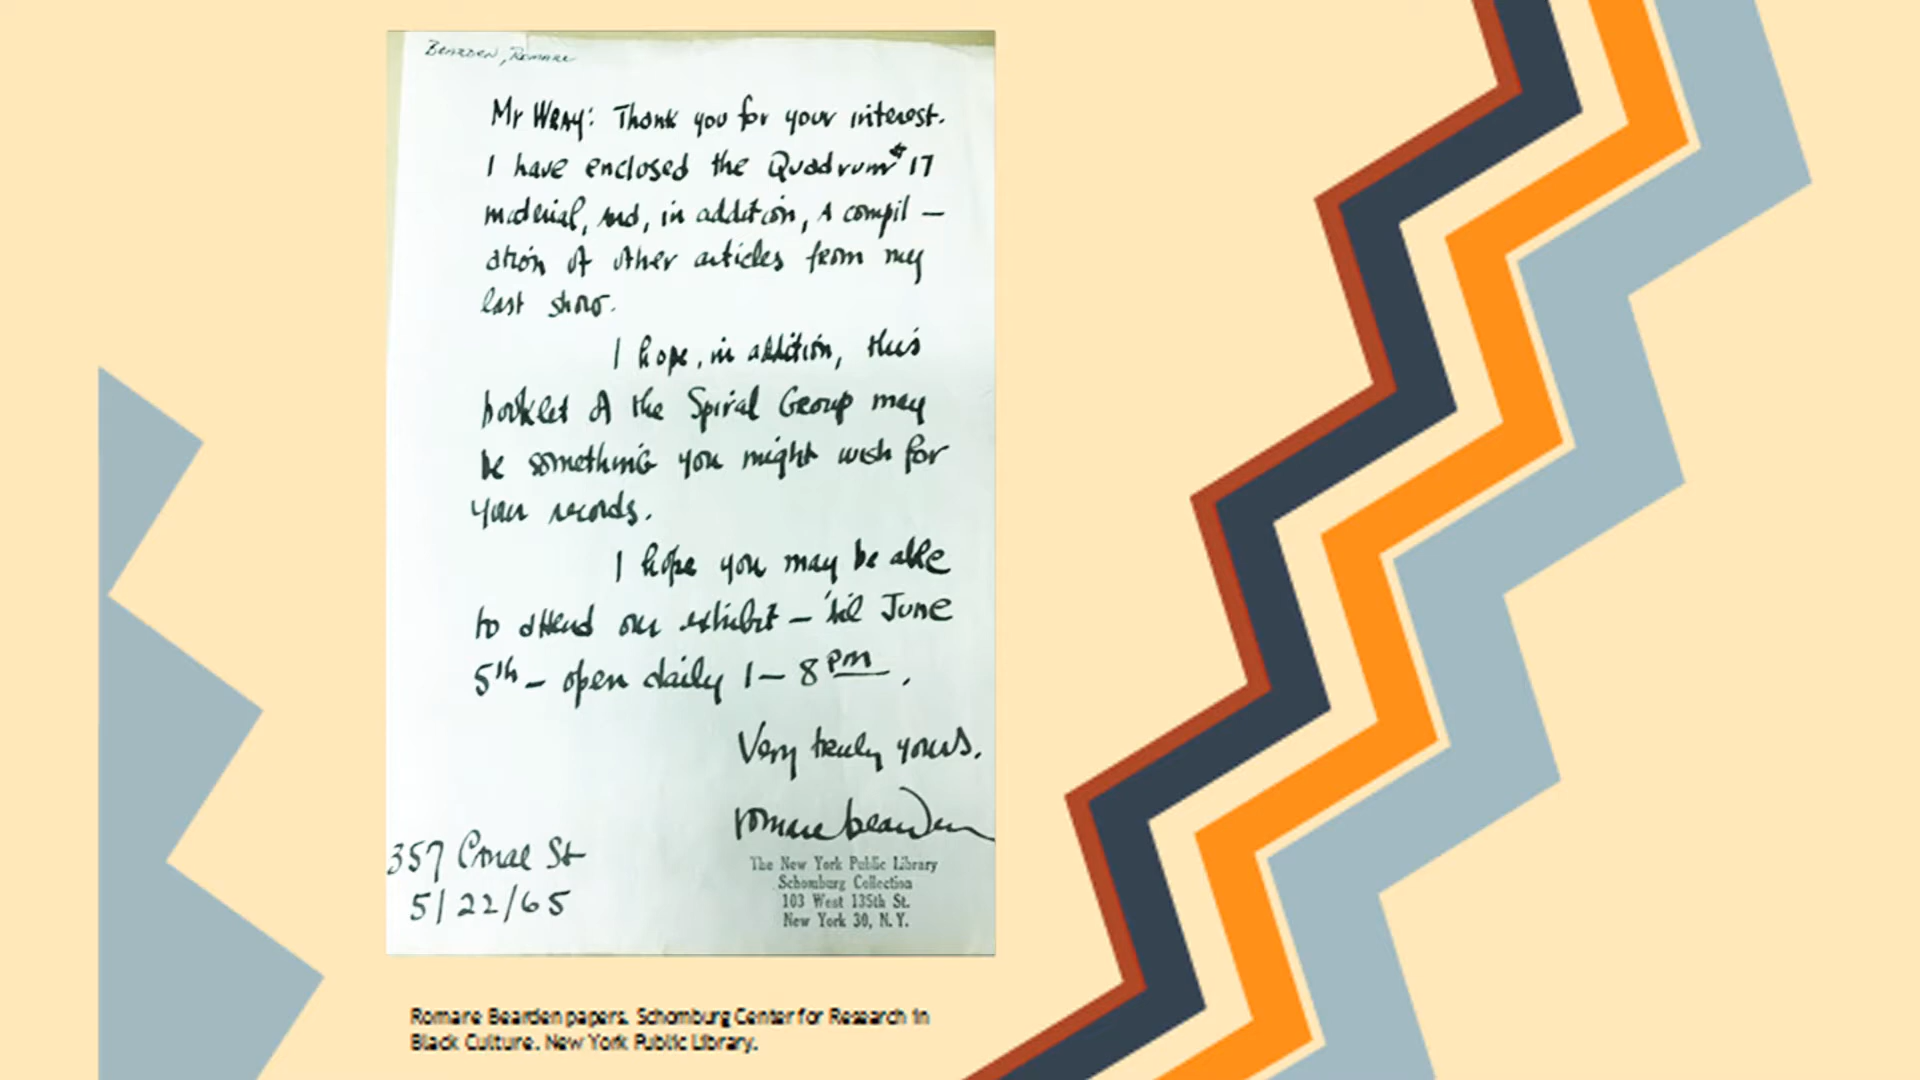 Bearden, Romare
Mr Wray: Thank you for your interest.
I have enclosed the Quadrum #17
material, and, in addition, a compil –
ation of other articles from my
last show.
I hope, in addition, this
booklet of the Spiral Group may
be something you might wish for
your records.
I hope you may be able
to attend our exhibit – 'til June
5th – open daily 1 – 8 pm.
Very truly yours.
romare bearden
357 Canal St
5/22/65
The New York Public Library
Schomburg Collection
103 West 135th St.
New York 30, N.Y.
Romare Bearden papers. Schomburg Center for Research in
Black Culture. New York Public Library.